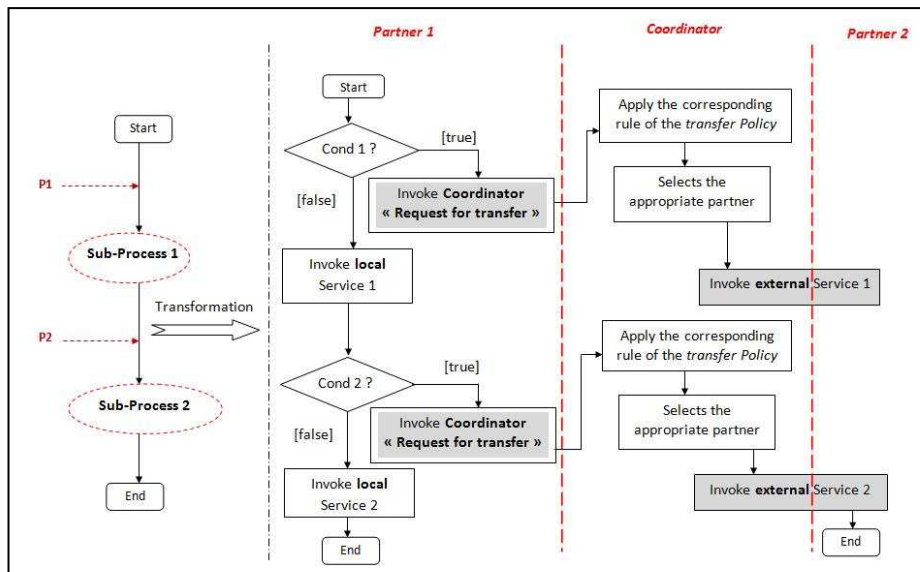 Partner 1
Coordinator
Partner 2
Start
P1
Sub-Process 1
Transformation
P2
Sub-Process 2
End
Start
Cond 1 ?
[true]
[false]
Invoke Coordinator
« Request for transfer »
Invoke local
Service 1
Cond 2 ?
[true]
[false]
Invoke Coordinator
« Request for transfer »
Invoke local
Service 2
End
Apply the corresponding
rule of the transfer Policy
Selects the
appropriate partner
Invoke external Service 1
Apply the corresponding
rule of the transfer Policy
Selects the
appropriate partner
Invoke external Service 2
End